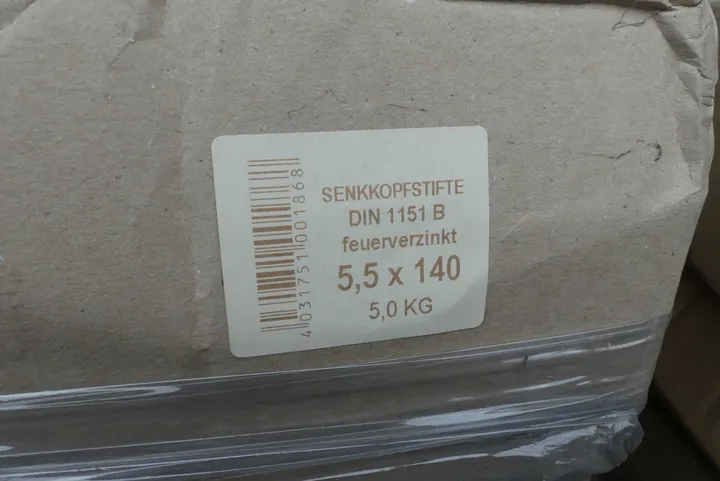 SENKKOPFSTIFTE
DIN 1151 B
feuerverzinkt
5,5 x 140
5,0 KG
4031751001868